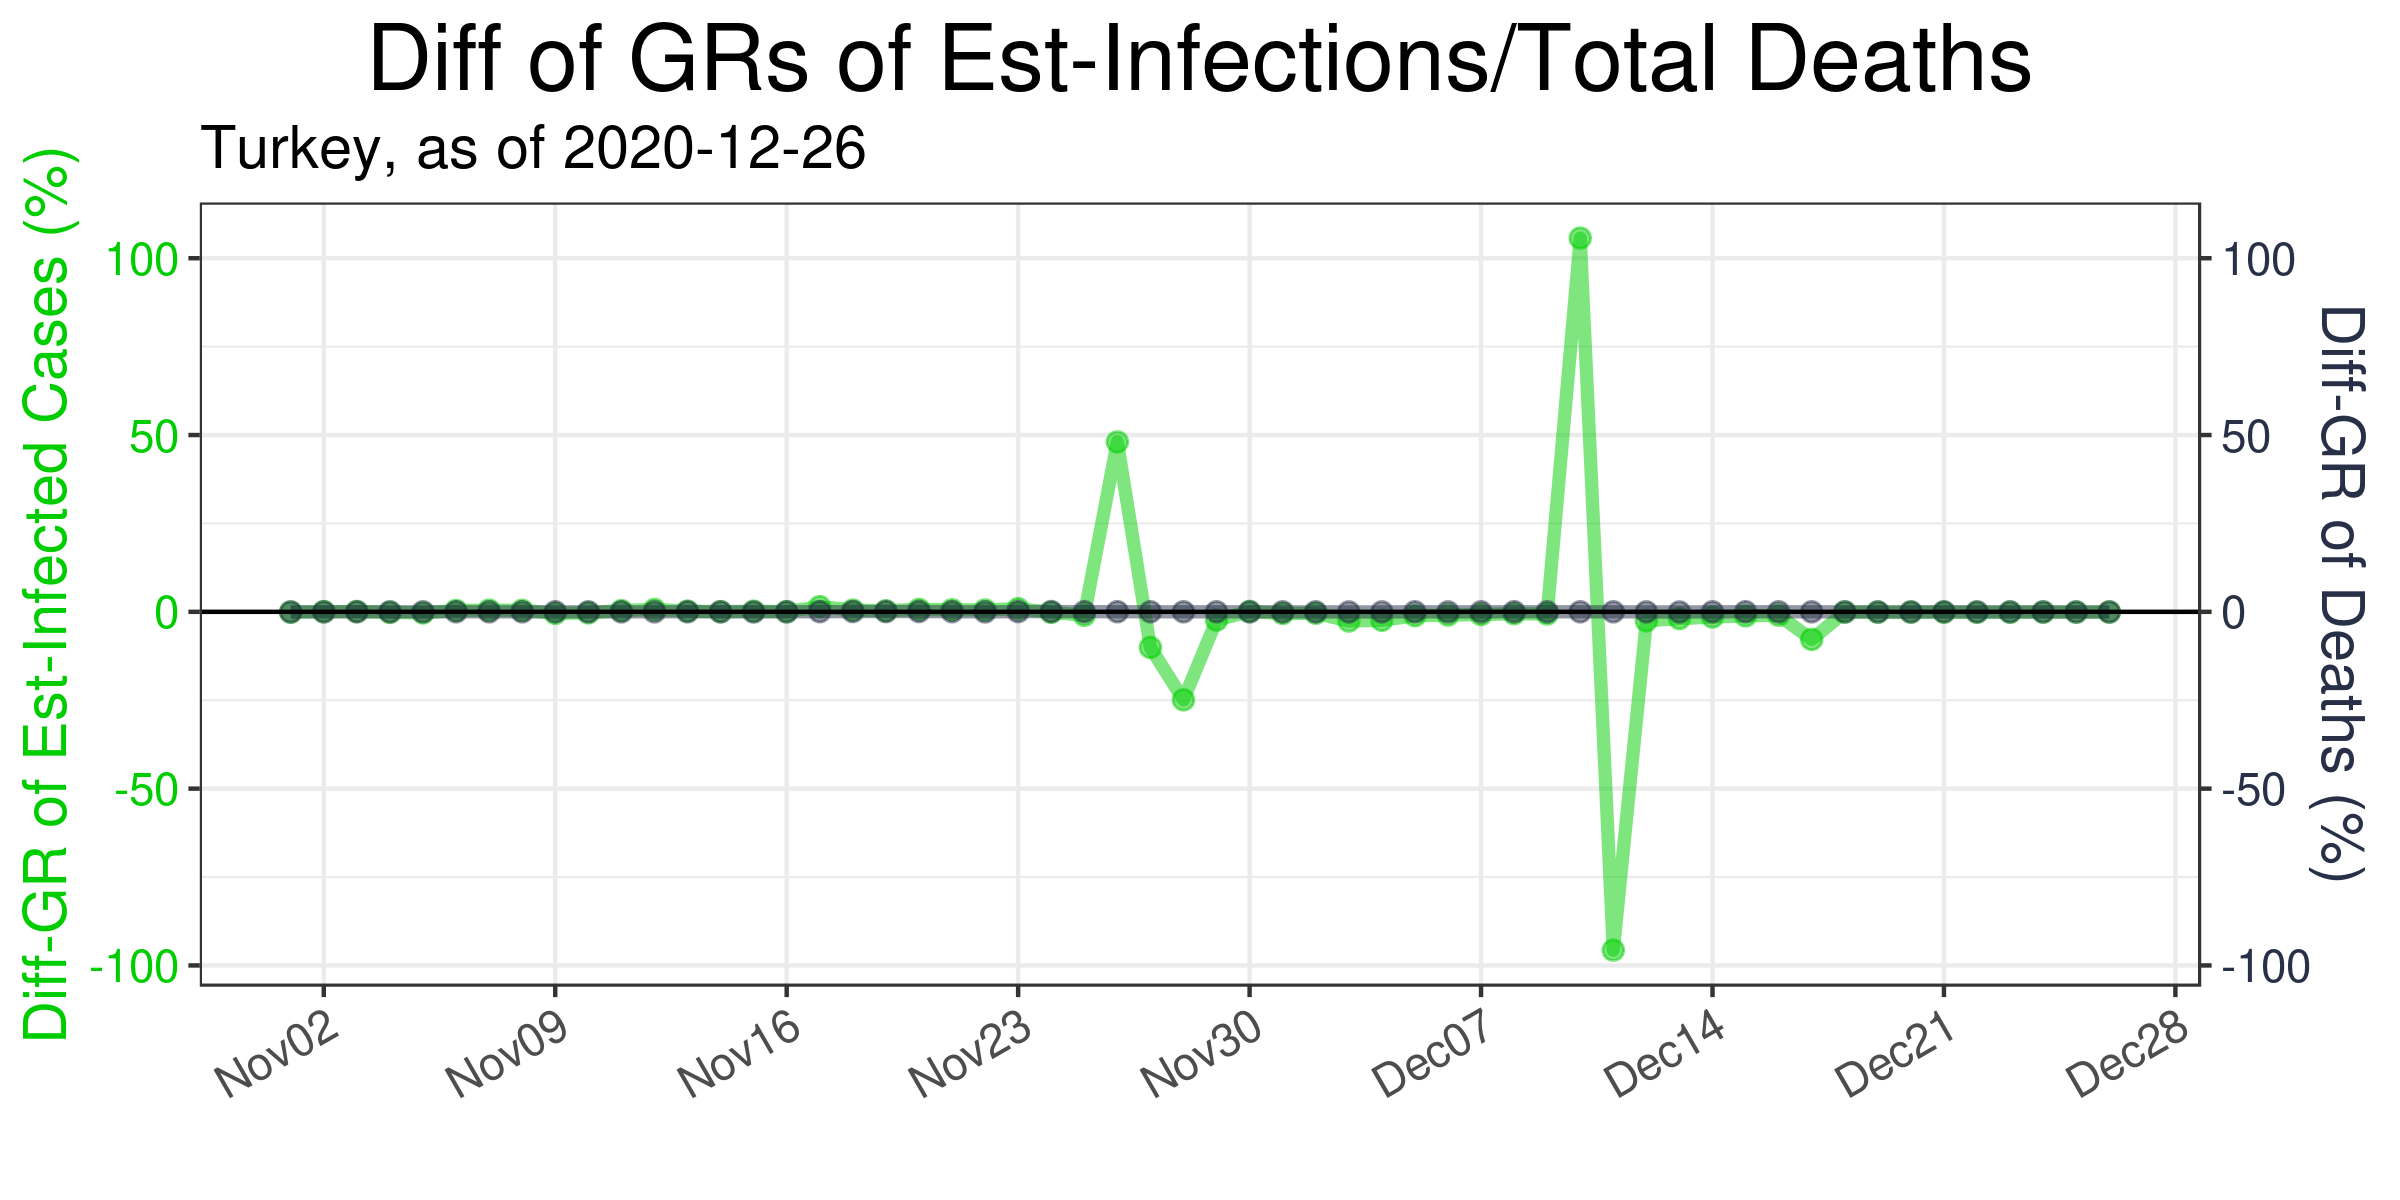 Diff of GRs of Est-Infections/Total Deaths
Turkey, as of 2020-12-26
Diff-GR of Est-Infected Cases (%)
100
50
0
-50
-100
100
50
0
-50
-100
Diff-GR of Deaths (%)
Nov02
Nov09
Nov16
Nov23
Nov30
Dec07
Dec14
Dec21
Dec28